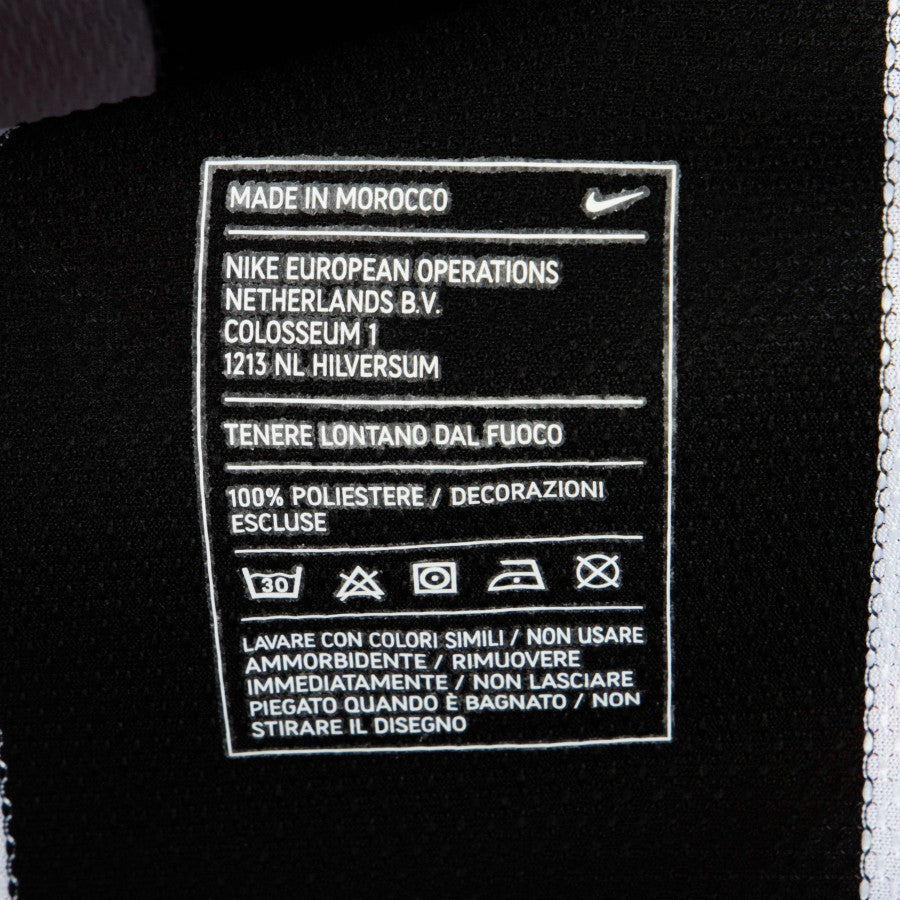 MADE IN MOROCCO
NIKE EUROPEAN OPERATIONS
NETHERLANDS B.V.
COLOSSEUM 1
1213 NL HILVERSUM
TENERE LONTANO DAL FUOCO
100% POLIESTERE / DECORAZIONI
ESCLUSE
30
LAVARE CON COLORI SIMILI / NON USARE
AMMORBIDENTE / RIMUOVERE
IMMEDIATAMENTE / NON LASCIARE
PIEGATO QUANDO È BAGNATO / NON
STIRARE IL DISEGNO